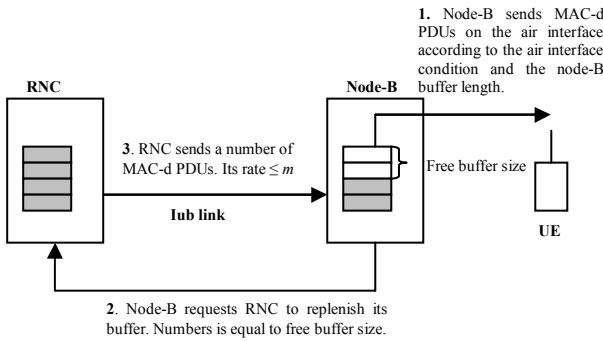 1. Node-B sends MAC-d
PDUs on the air interface
according to the air interface
condition and the node-B
buffer length.
RNC
Node-B
3. RNC sends a number of
MAC-d PDUs. Its rate ≤ m
Free buffer size
Iub link
UE
2. Node-B requests RNC to replenish its
buffer. Numbers is equal to free buffer size.